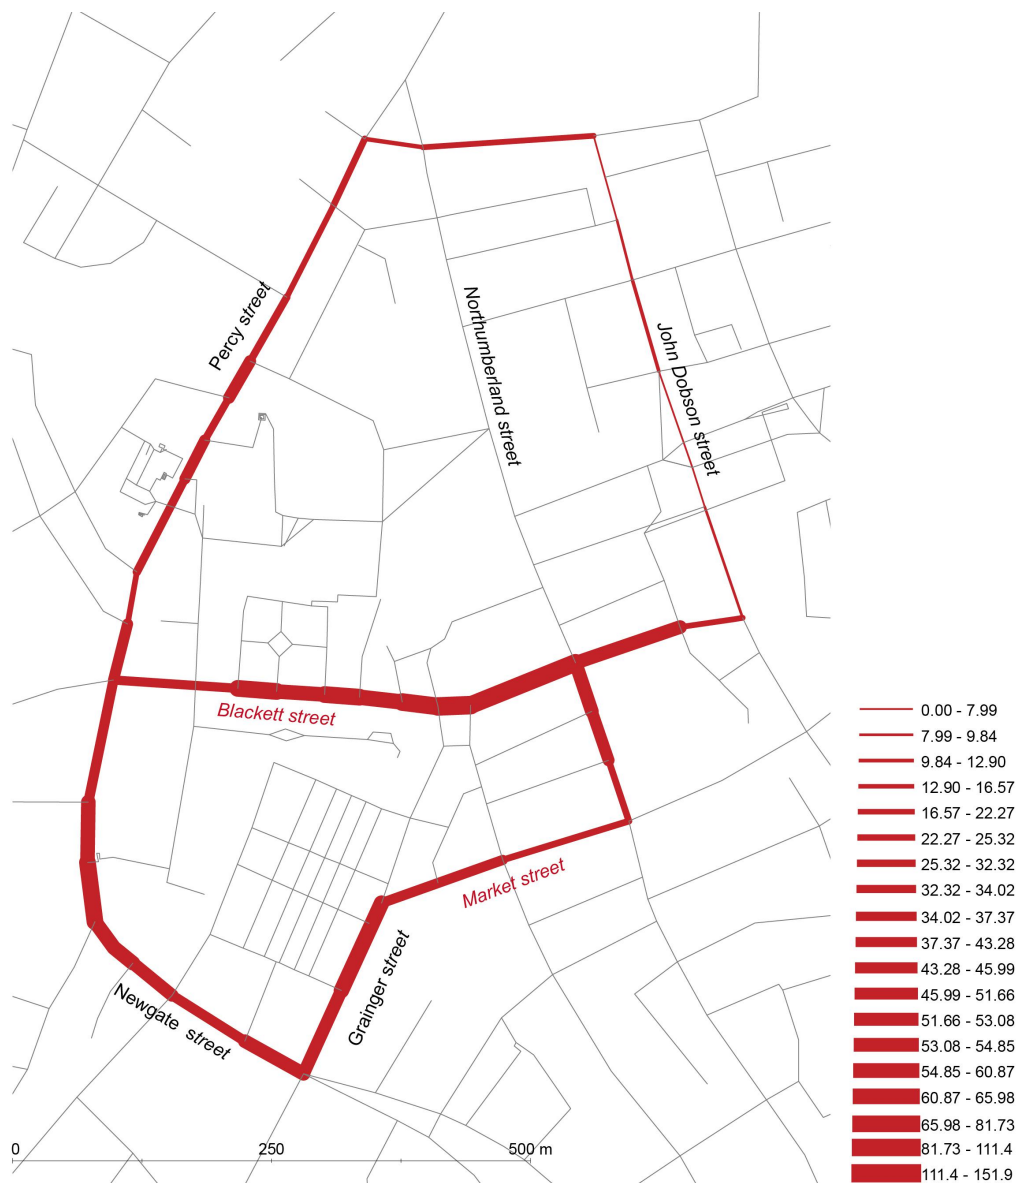 Percy street
Northumberland street
John Dobson street
Blackett street
Market street
Grainger street
Newgate street
0 250 500 m
0.00 - 7.99
7.99 - 9.84
9.84 - 12.90
12.90 - 16.57
16.57 - 22.27
22.27 - 25.32
25.32 - 32.32
32.32 - 34.02
34.02 - 37.37
37.37 - 43.28
43.28 - 45.99
45.99 - 51.66
51.66 - 53.08
53.08 - 54.85
54.85 - 60.87
60.87 - 65.98
65.98 - 81.73
81.73 - 111.4
111.4 - 151.9